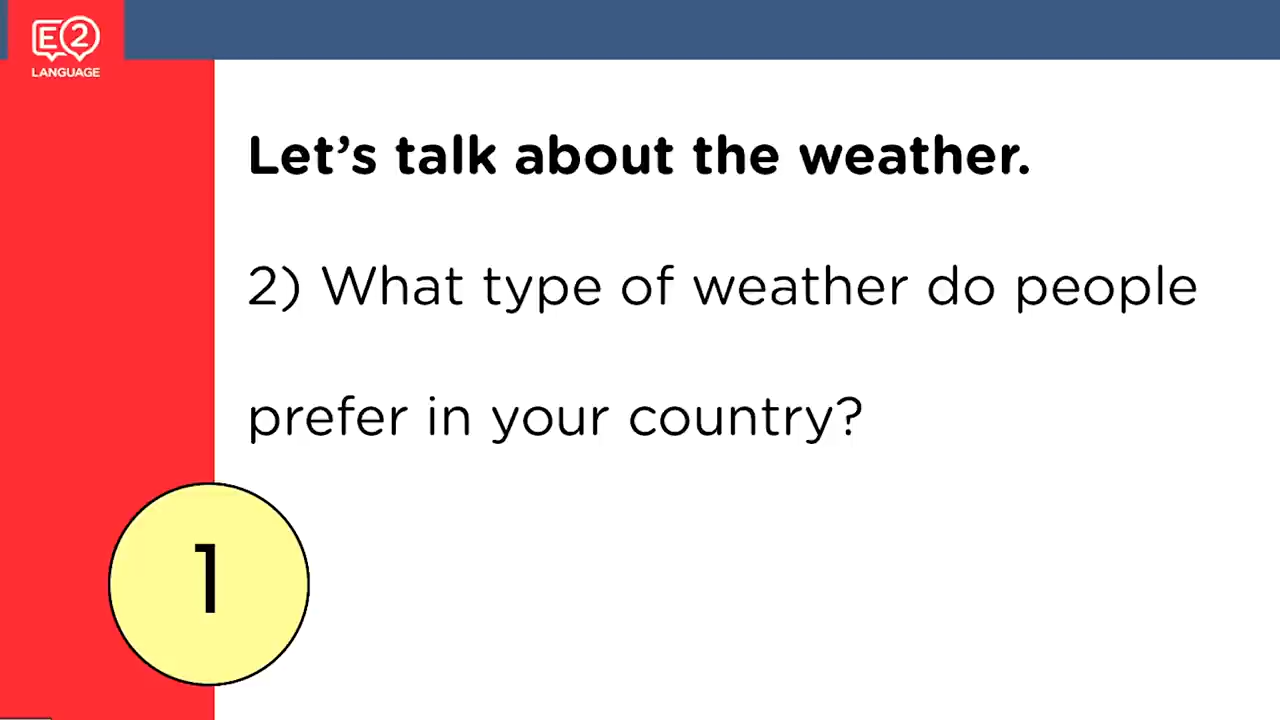 E2
LANGUAGE
Let's talk about the weather.
2) What type of weather do people
prefer in your country?
1